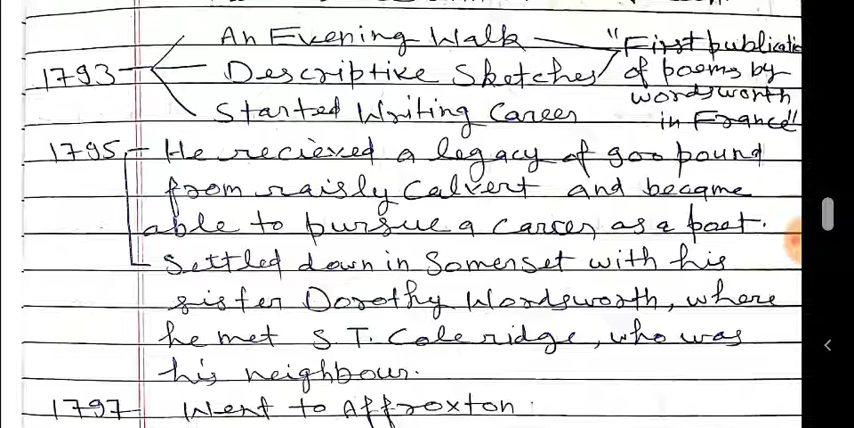 1793 - An Evening Walk
Descriptive Sketches
Started Writing Career
"First publication
of poems by
wordsworth
in France"
1795 - He recieved a legacy of 900 pound
from raisly Calvert and became
able to pursue a career as a poet.
Settled down in Somerset with his
sister Dorothy Wordsworth, where
he met S. T. Coleridge, who was
his neighbour.
1797 - Went to Affroxton.